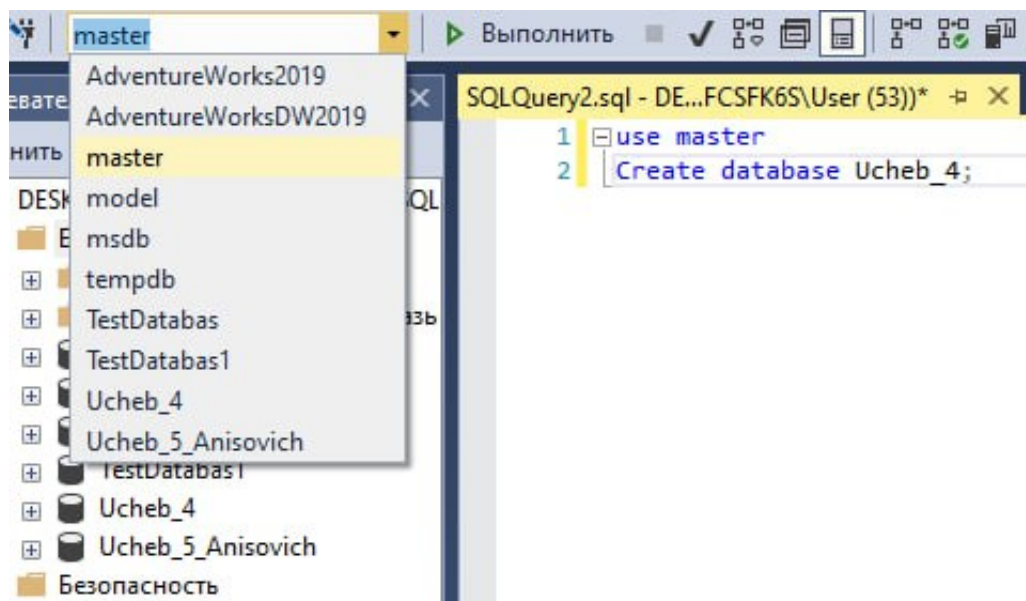 master
Выполнить
AdventureWorks2019
AdventureWorksDW2019
master
model
msdb
tempdb
TestDatabas
TestDatabas1
Ucheb_4
Ucheb_5_Anisovich
TestDatabas1
Ucheb_4
Ucheb_5_Anisovich
Безопасность
SQLQuery2.sql - DE...FCSFK6S\User (53))*
1 use master
2 Create database Ucheb_4;